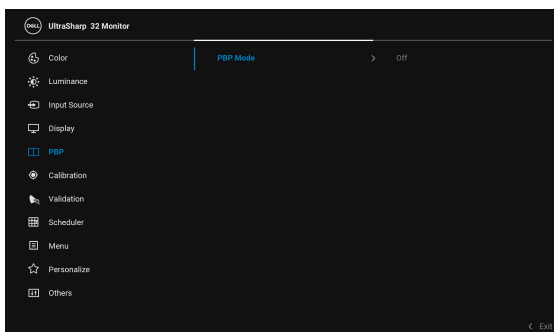 DELL UltraSharp 32 Monitor
Color
PBP Mode Off
Luminance
Input Source
Display
PBP
Calibration
Validation
Scheduler
Menu
Personalize
Others
Exit